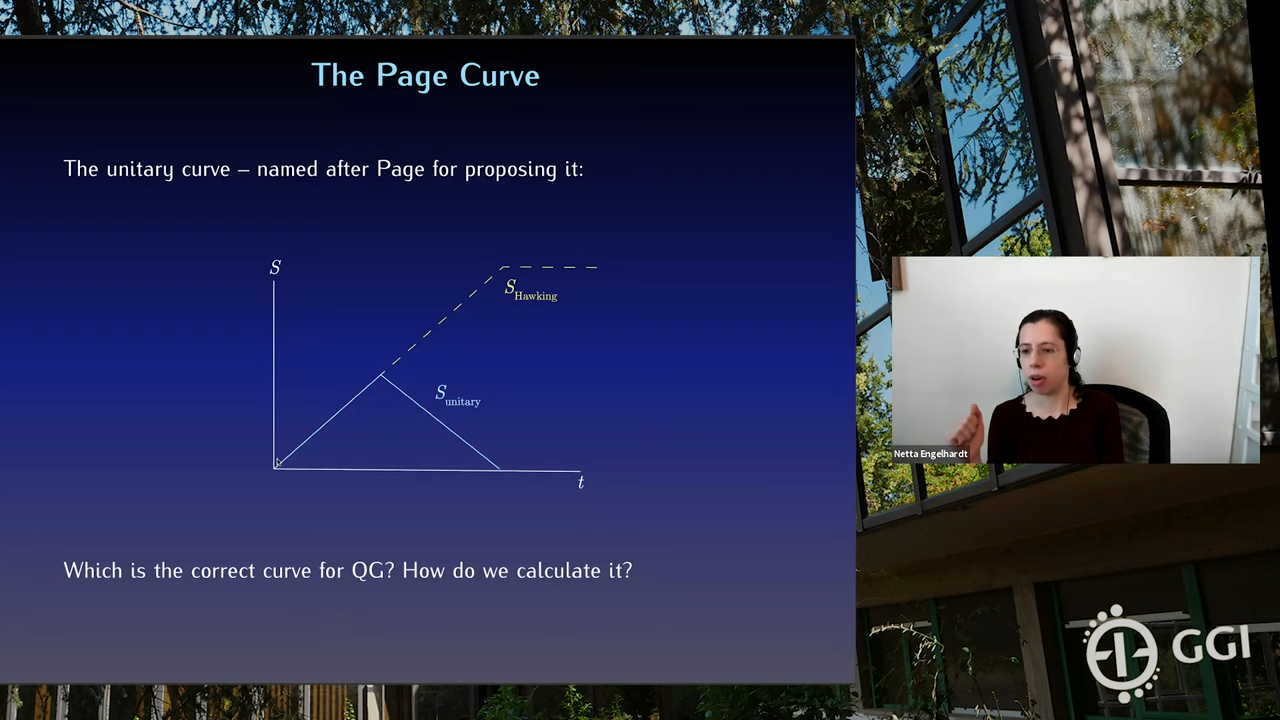 The Page Curve
The unitary curve – named after Page for proposing it:
S
S_Hawking
S_unitary
t
Which is the correct curve for QG? How do we calculate it?
Netta Engelhardt
GGI